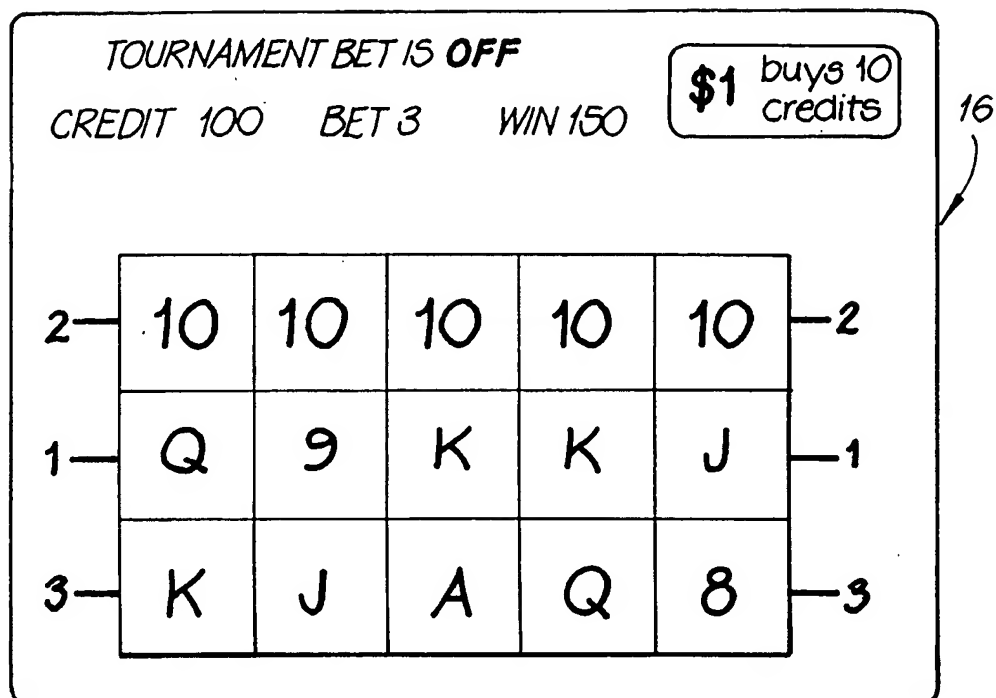 TOURNAMENT BET IS OFF
$1 buys 10
credits
CREDIT 100 BET 3 WIN 150
16
2 10 10 10 10 10 2
1 Q 9 K K J 1
3 K J A Q 8 3